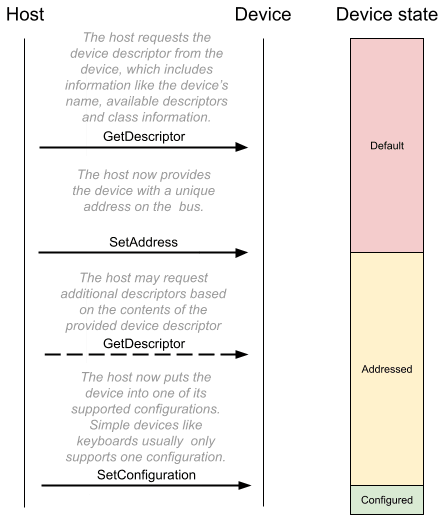 Host
Device
Device state
The host requests the
device descriptor from the
device, which includes
information like the device's
name, available descriptors
and class information.
GetDescriptor
Default
The host now provides
the device with a unique
address on the bus.
SetAddress
The host may request
additional descriptors based
on the contents of the
provided device descriptor
GetDescriptor
Addressed
The host now puts the
device into one of its
supported configurations.
Simple devices like
keyboards usually only
supports one configuration.
SetConfiguration
Configured